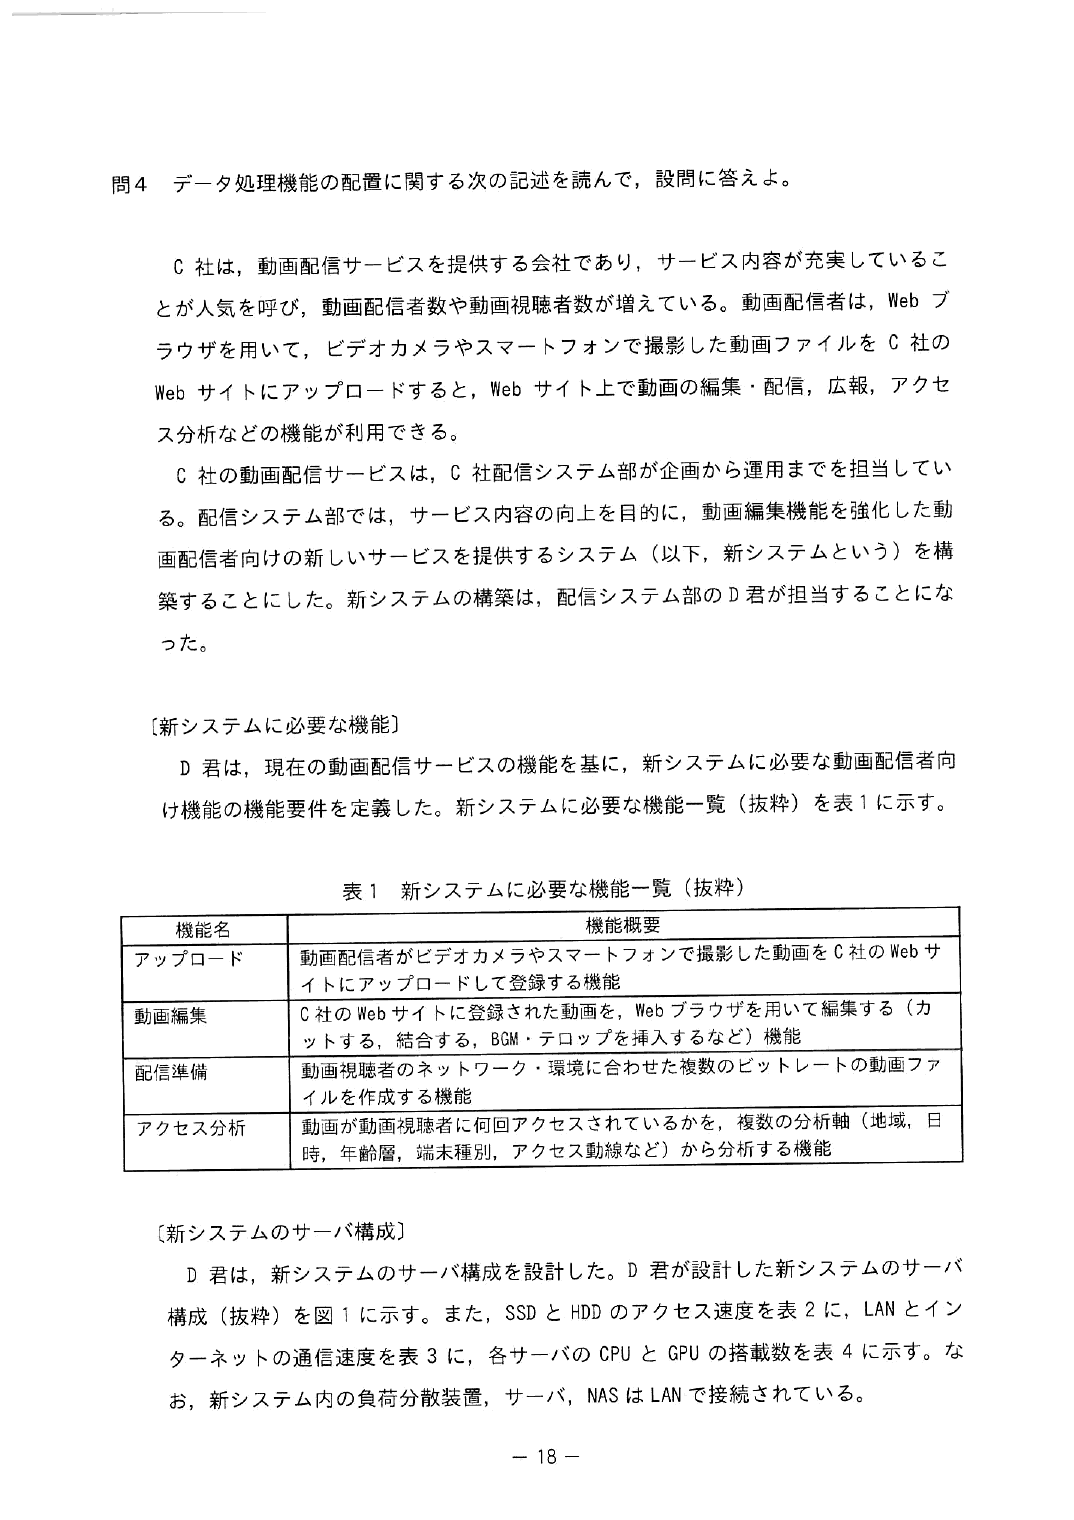 問4　データ処理機能の配置に関する次の記述を読んで，設問に答えよ。
C 社は，動画配信サービスを提供する会社であり，サービス内容が充実しているこ
とが人気を呼び，動画配信者数や動画視聴者数が増えている。動画配信者は，Web ブ
ラウザを用いて，ビデオカメラやスマートフォンで撮影した動画ファイルを C 社の
Web サイトにアップロードすると，Web サイト上で動画の編集・配信，広報，アクセ
ス分析などの機能が利用できる。
C 社の動画配信サービスは，C 社配信システム部が企画から運用までを担当してい
る。配信システム部では，サービス内容の向上を目的に，動画編集機能を強化した動
画配信者向けの新しいサービスを提供するシステム（以下，新システムという）を構
築することにした。新システムの構築は，配信システム部の D 君が担当することにな
った。
〔新システムに必要な機能〕
D 君は，現在の動画配信サービスの機能を基に，新システムに必要な動画配信者向
け機能の機能要件を定義した。新システムに必要な機能一覧（抜粋）を表 1 に示す。
表 1　新システムに必要な機能一覧（抜粋）
機能名　機能概要
アップロード　動画配信者がビデオカメラやスマートフォンで撮影した動画を C 社の Web サ
イトにアップロードして登録する機能
動画編集　C 社の Web サイトに登録された動画を，Web ブラウザを用いて編集する（カ
ットする，結合する，BGM・テロップを挿入するなど）機能
配信準備　動画視聴者のネットワーク・環境に合わせた複数のビットレートの動画ファ
イルを作成する機能
アクセス分析　動画が動画視聴者に何回アクセスされているかを，複数の分析軸（地域，日
時，年齢層，端末種別，アクセス動線など）から分析する機能
〔新システムのサーバ構成〕
D 君は，新システムのサーバ構成を設計した。D 君が設計した新システムのサーバ
構成（抜粋）を図 1 に示す。また，SSD と HDD のアクセス速度を表 2 に，LAN とイン
ターネットの通信速度を表 3 に，各サーバの CPU と GPU の搭載数を表 4 に示す。な
お，新システム内の負荷分散装置，サーバ，NAS は LAN で接続されている。
― 18 ―